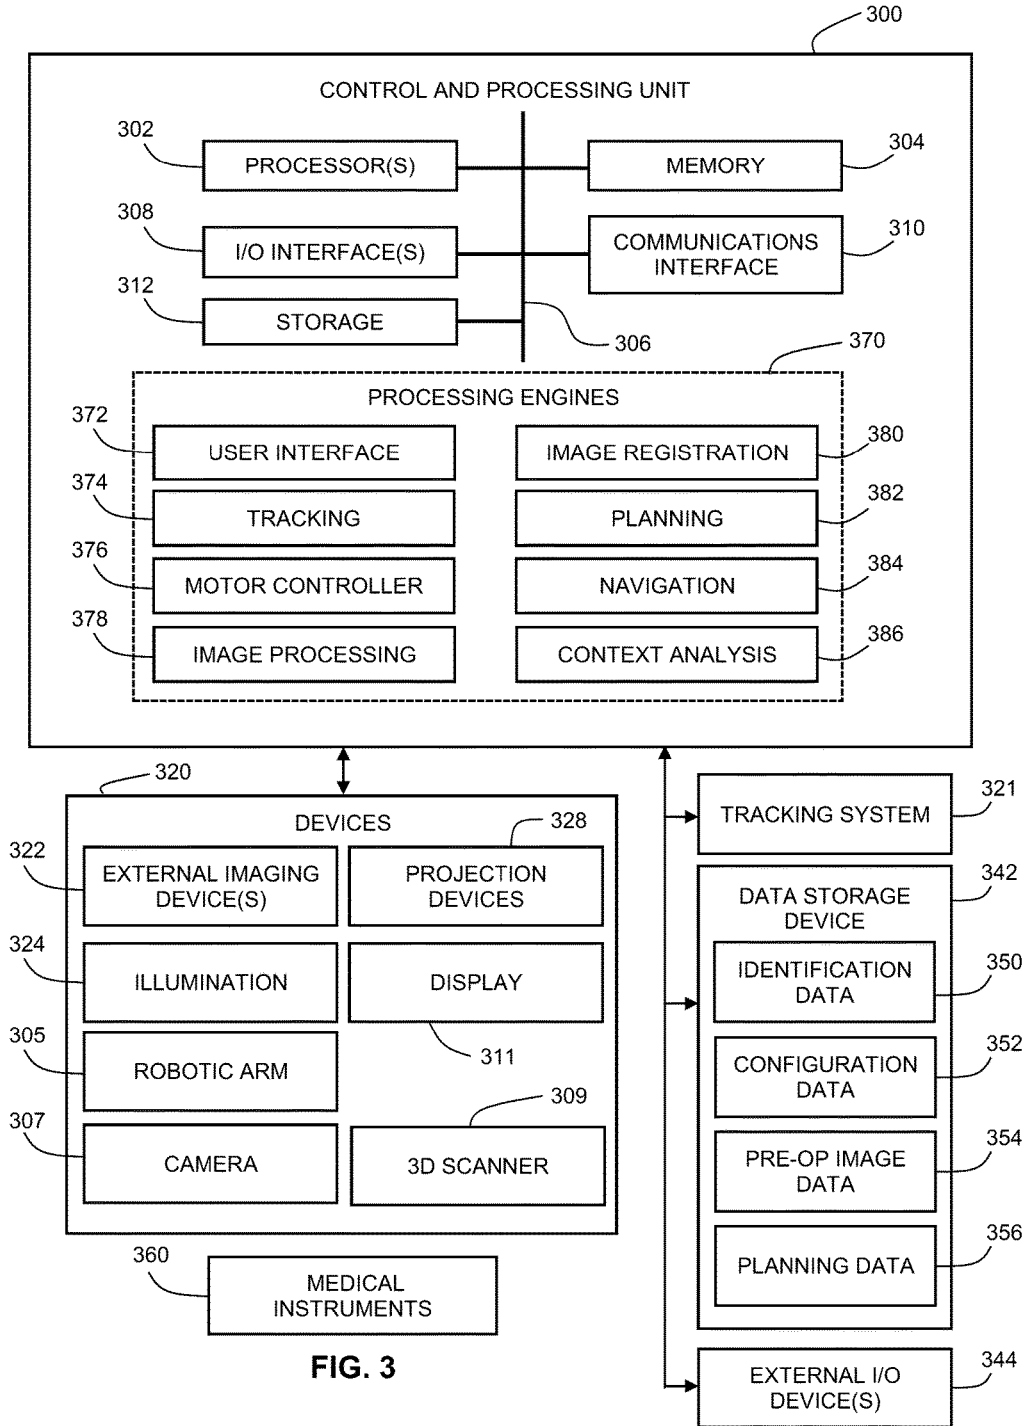 300
CONTROL AND PROCESSING UNIT
302
PROCESSOR(S)
MEMORY
304
308
I/O INTERFACE(S)
COMMUNICATIONS
INTERFACE
310
312
STORAGE
306
370
PROCESSING ENGINES
372
USER INTERFACE
IMAGE REGISTRATION
380
374
TRACKING
PLANNING
382
376
MOTOR CONTROLLER
NAVIGATION
384
378
IMAGE PROCESSING
CONTEXT ANALYSIS
386
320
DEVICES
328
322
EXTERNAL IMAGING
DEVICE(S)
PROJECTION
DEVICES
324
ILLUMINATION
DISPLAY
311
305
ROBOTIC ARM
309
307
CAMERA
3D SCANNER
360
MEDICAL
INSTRUMENTS
TRACKING SYSTEM
321
342
DATA STORAGE
DEVICE
IDENTIFICATION
DATA
350
CONFIGURATION
DATA
352
PRE-OP IMAGE
DATA
354
PLANNING DATA
356
EXTERNAL I/O
DEVICE(S)
344
FIG. 3